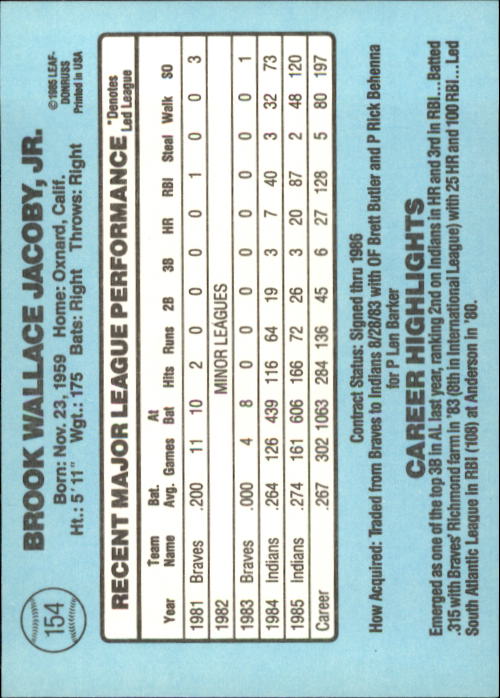 154
BROOK WALLACE JACOBY, JR.
Born: Nov. 23, 1959 Home: Oxnard, Calif.
Ht.: 5'11" Wgt.: 175 Bats: Right Throws: Right
©1985 LEAF-
DONRUSS
Printed in USA
RECENT MAJOR LEAGUE PERFORMANCE *Denotes Led League
Year Team Name Bat. Avg. Games At Bat Hits Runs 2B 3B HR RBI Steal Walk SO
1981 Braves .200 11 10 2 0 0 0 0 1 0 0 3
1982 MINOR LEAGUES
1983 Braves .000 4 8 0 0 0 0 0 0 0 0 1
1984 Indians .264 126 439 116 64 19 3 7 40 3 32 73
1985 Indians .274 161 606 166 72 26 3 20 87 2 48 120
Career .267 302 1063 284 136 45 6 27 128 5 80 197
Contract Status: Signed thru 1986
How Acquired: Traded from Braves to Indians 8/28/83 with OF Brett Butler and P Rick Behenna
for P Len Barker
CAREER HIGHLIGHTS
Emerged as one of the top 3B in AL last year, ranking 2nd on Indians in HR and 3rd in RBI... Batted
.315 with Braves' Richmond farm in '83 (8th in International League) with 25 HR and 100 RBI... Led
South Atlantic League in RBI (108) at Anderson in '80.